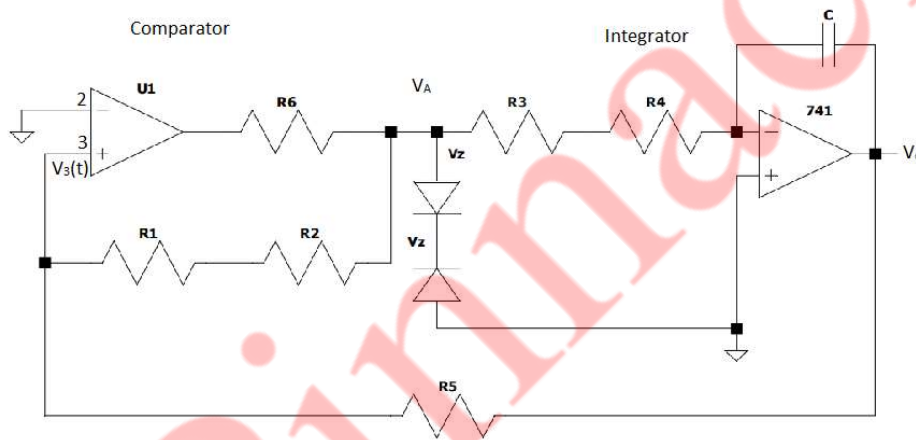 Comparator
Integrator
C
U1
R6
VA
R3
R4
741
2
3
V3(t)
Vz
R1
R2
Vz
R5